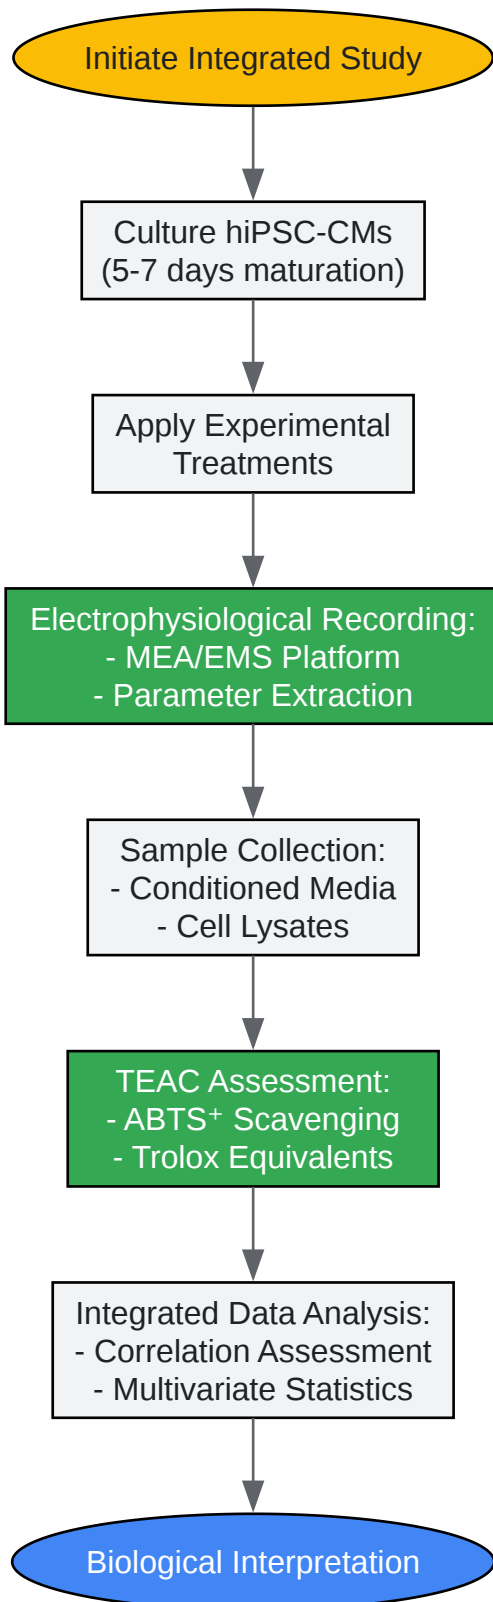 Initiate Integrated Study
Culture hiPSC-CMs
(5-7 days maturation)
Apply Experimental
Treatments
Electrophysiological Recording:
- MEA/EMS Platform
- Parameter Extraction
Sample Collection:
- Conditioned Media
- Cell Lysates
TEAC Assessment:
- ABTS⁺ Scavenging
- Trolox Equivalents
Integrated Data Analysis:
- Correlation Assessment
- Multivariate Statistics
Biological Interpretation